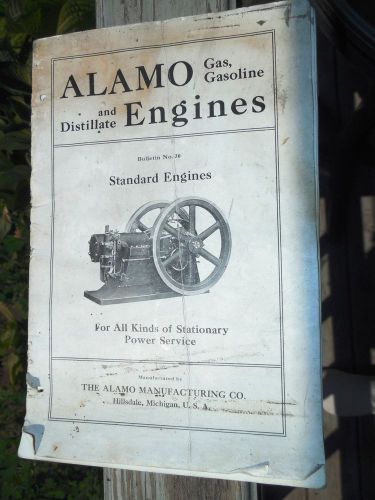 ALAMO Gas, Gasoline
and Distillate Engines
Bulletin No. 20
Standard Engines
For All Kinds of Stationary
Power Service
Manufactured by
THE ALAMO MANUFACTURING CO.
Hillsdale, Michigan, U. S. A.